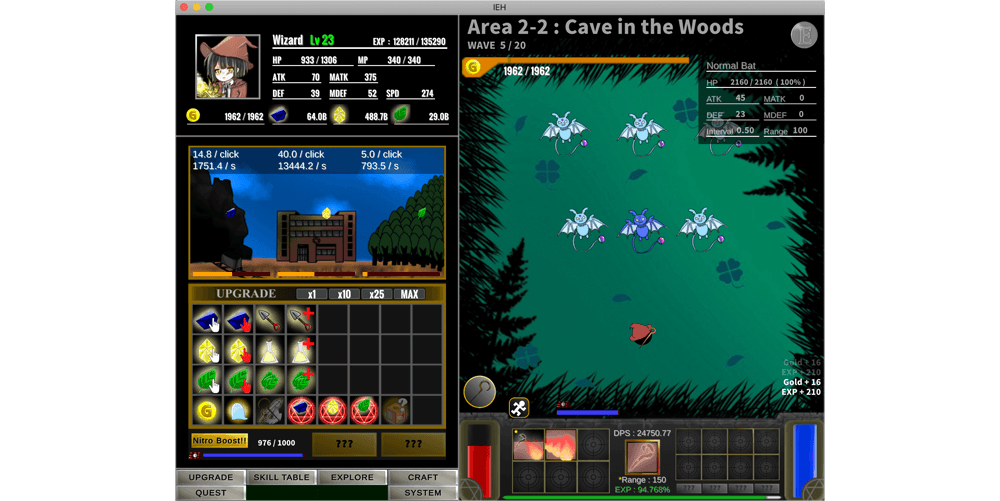 IEH
Wizard Lv 23 EXP : 128211 / 135290
HP 933 / 1306 MP 340 / 340
ATK 70 MATK 375
DEF 39 MDEF 52 SPD 274
G 1962 / 1962 64.0B 488.7B 29.0B
14.8 / click 40.0 / click 5.0 / click
1751.4 / s 13444.2 / s 793.5 / s
UPGRADE x1 x10 x25 MAX
G ?
Nitro Boost!! 976 / 1000 ??? ???
UPGRADE SKILL TABLE EXPLORE CRAFT
QUEST SYSTEM
Area 2-2 : Cave in the Woods
WAVE 5 / 20
G 1962 / 1962
Normal Bat
HP 2160 / 2160 ( 100% )
ATK 45 MATK 0
DEF 23 MDEF 0
Interval 0.50 Range 100
Gold + 16
EXP + 210
Gold + 16
EXP + 210
DPS : 24750.77
*Range : 150
EXP : 94.768%